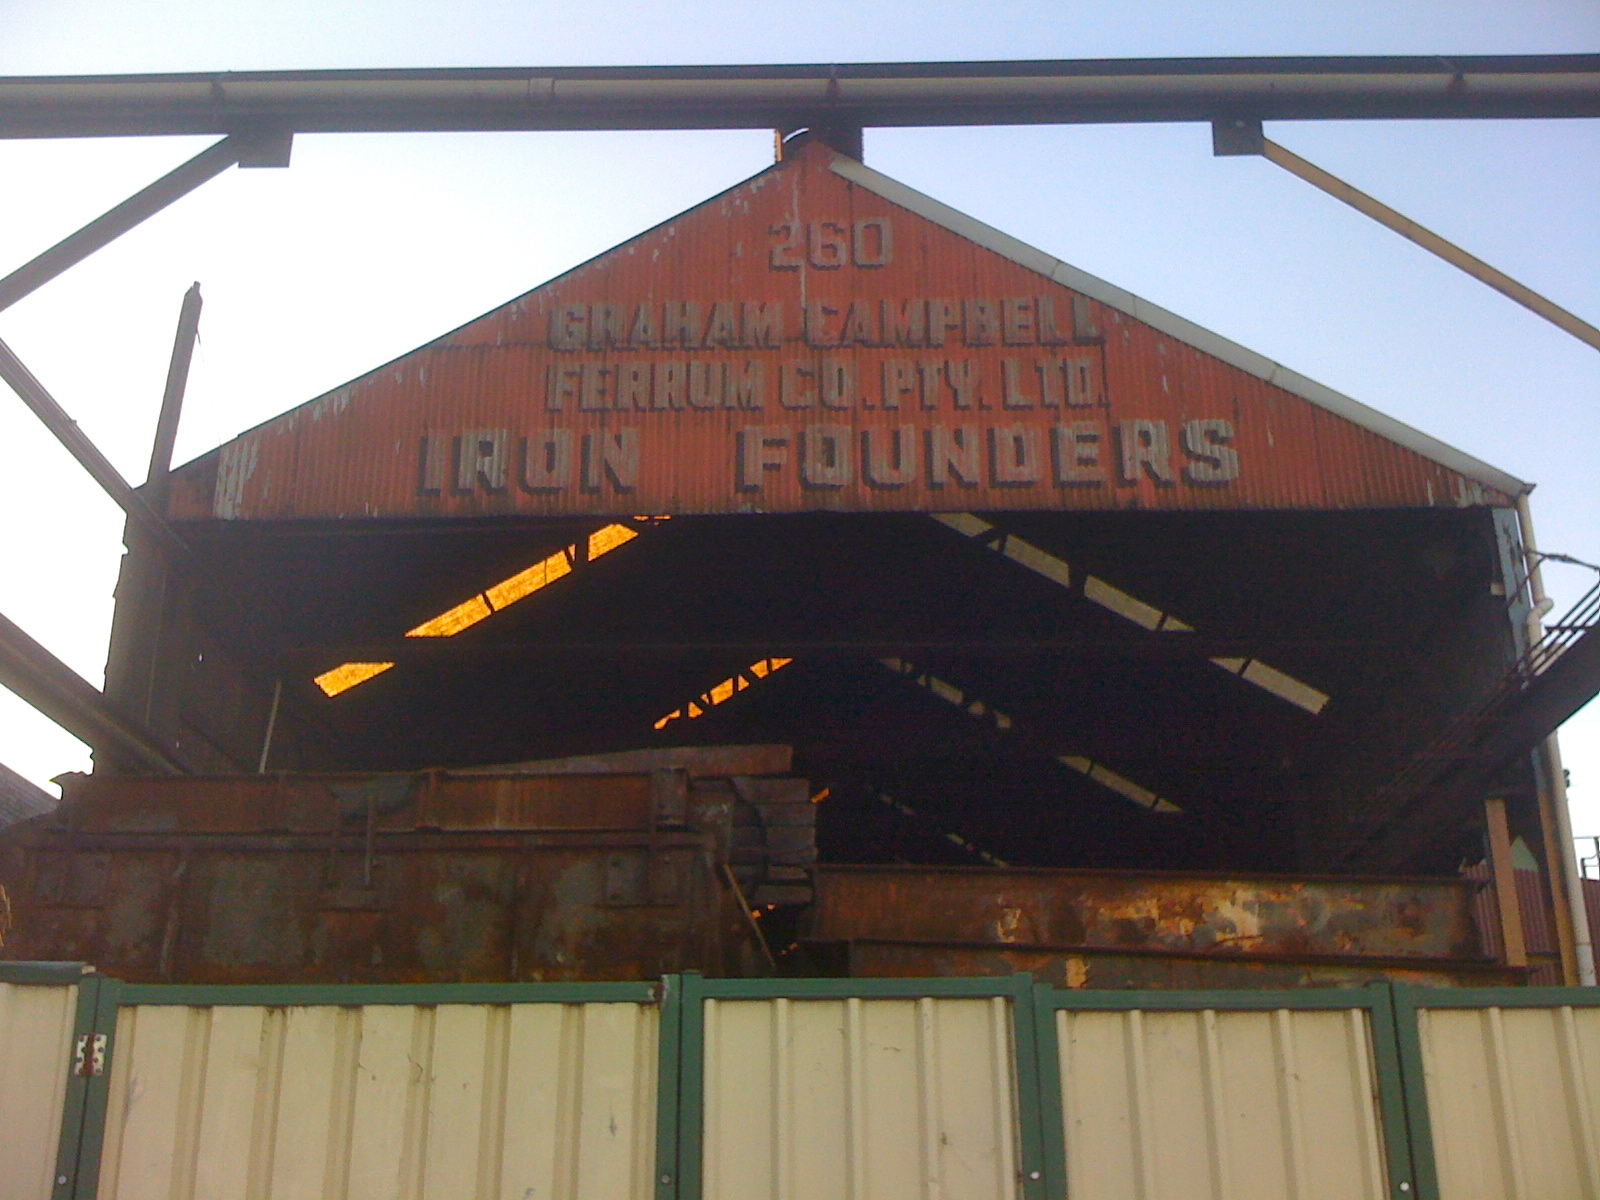 260
GRAHAM CAMPBELL
FERRUM CO. PTY. LTD.
IRON FOUNDERS